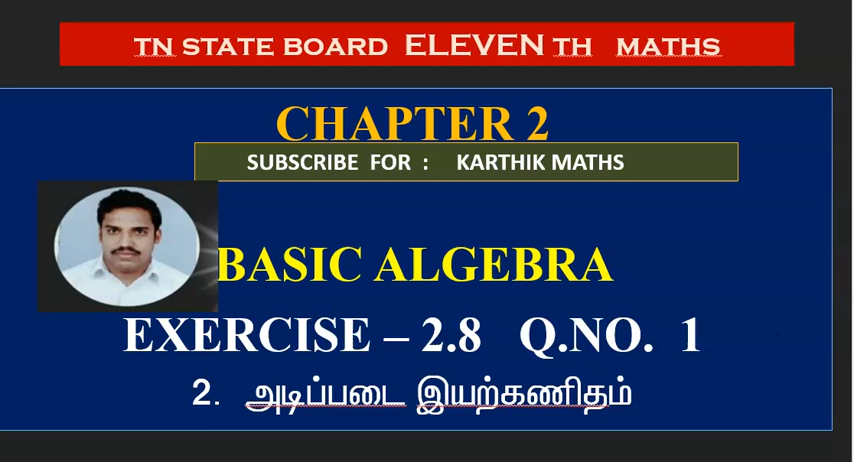 TN STATE BOARD ELEVEN TH MATHS
CHAPTER 2
SUBSCRIBE FOR : KARTHIK MATHS
BASIC ALGEBRA
EXERCISE – 2.8 Q.NO. 1
2. அடிப்படை இயற்கணிதம்